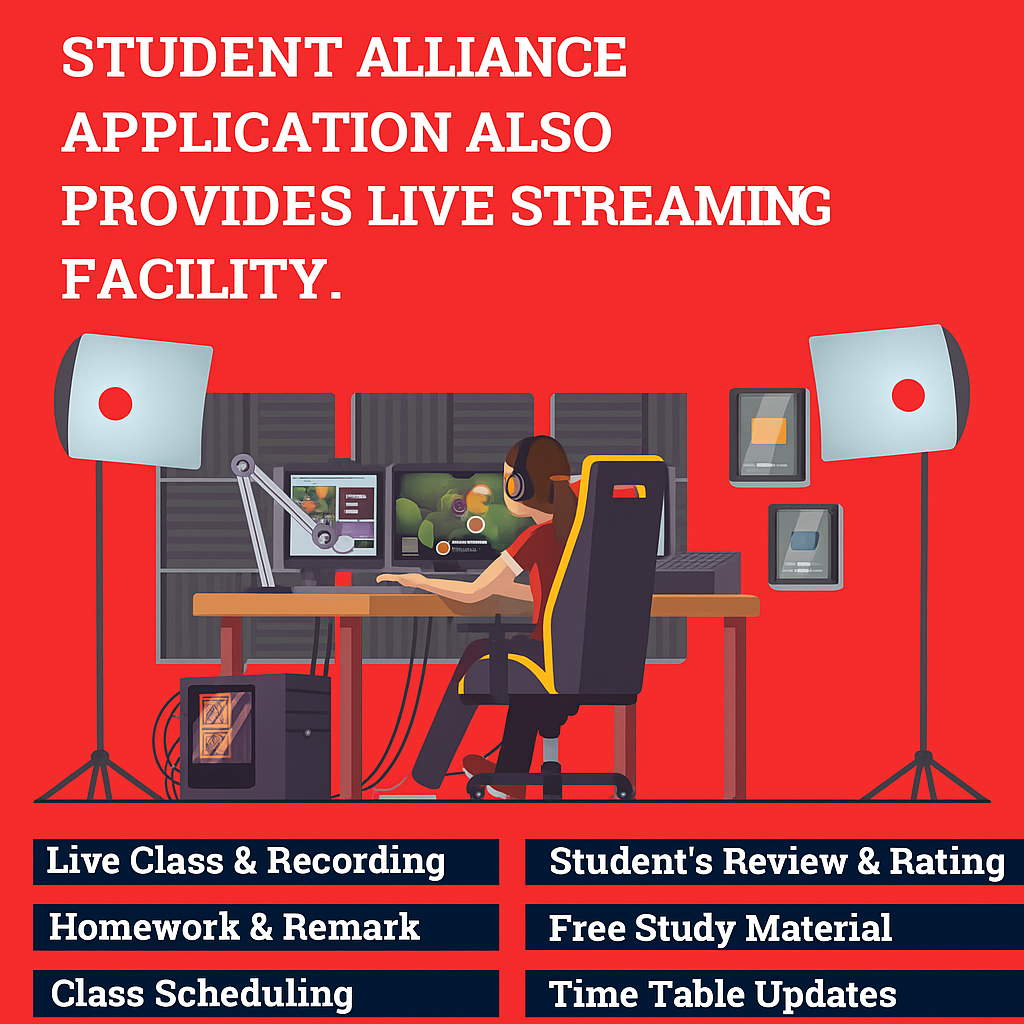 STUDENT ALLIANCE
APPLICATION ALSO
PROVIDES LIVE STREAMING
FACILITY.
Live Class & Recording
Student's Review & Rating
Homework & Remark
Free Study Material
Class Scheduling
Time Table Updates